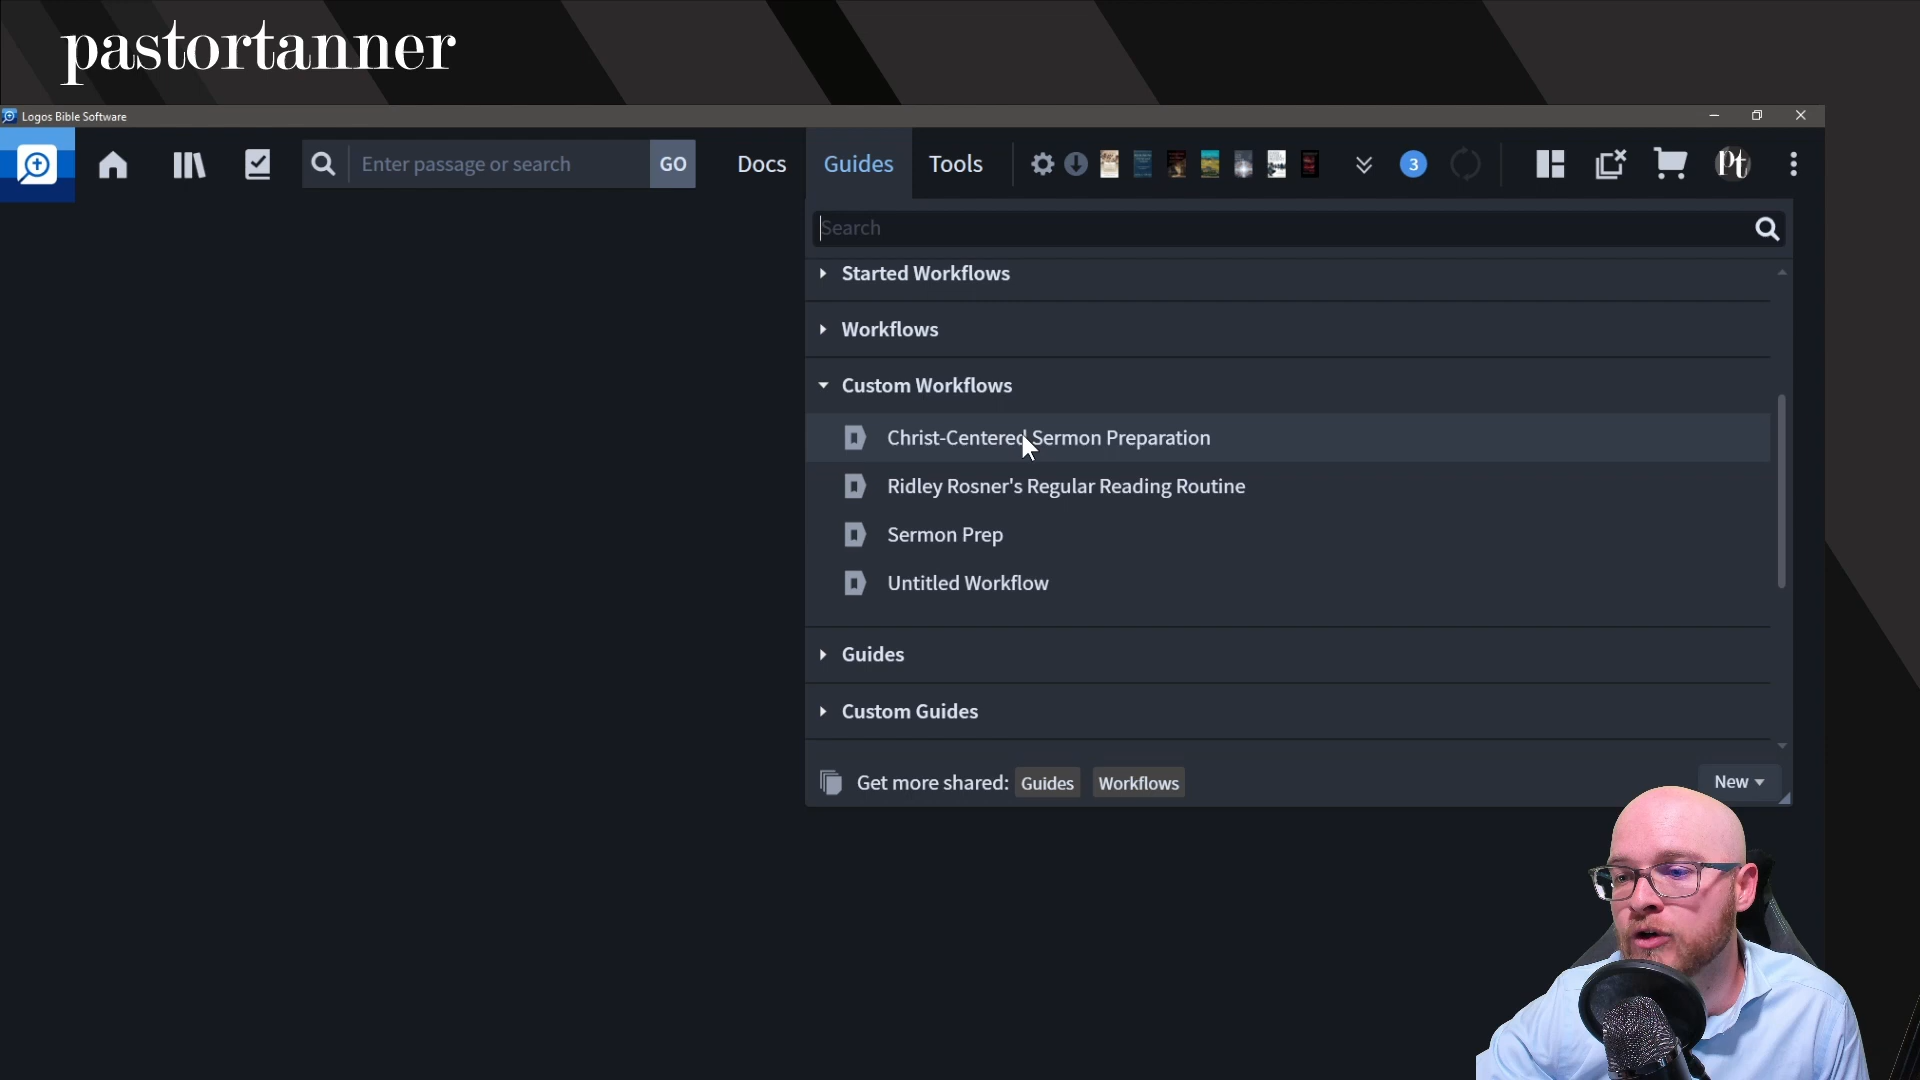 pastortanner
Logos Bible Software
Enter passage or search
GO
Docs
Guides
Tools
3
Pt
Search
Started Workflows
Workflows
Custom Workflows
Christ-Centered Sermon Preparation
Ridley Rosner's Regular Reading Routine
Sermon Prep
Untitled Workflow
Guides
Custom Guides
Get more shared: Guides Workflows
New